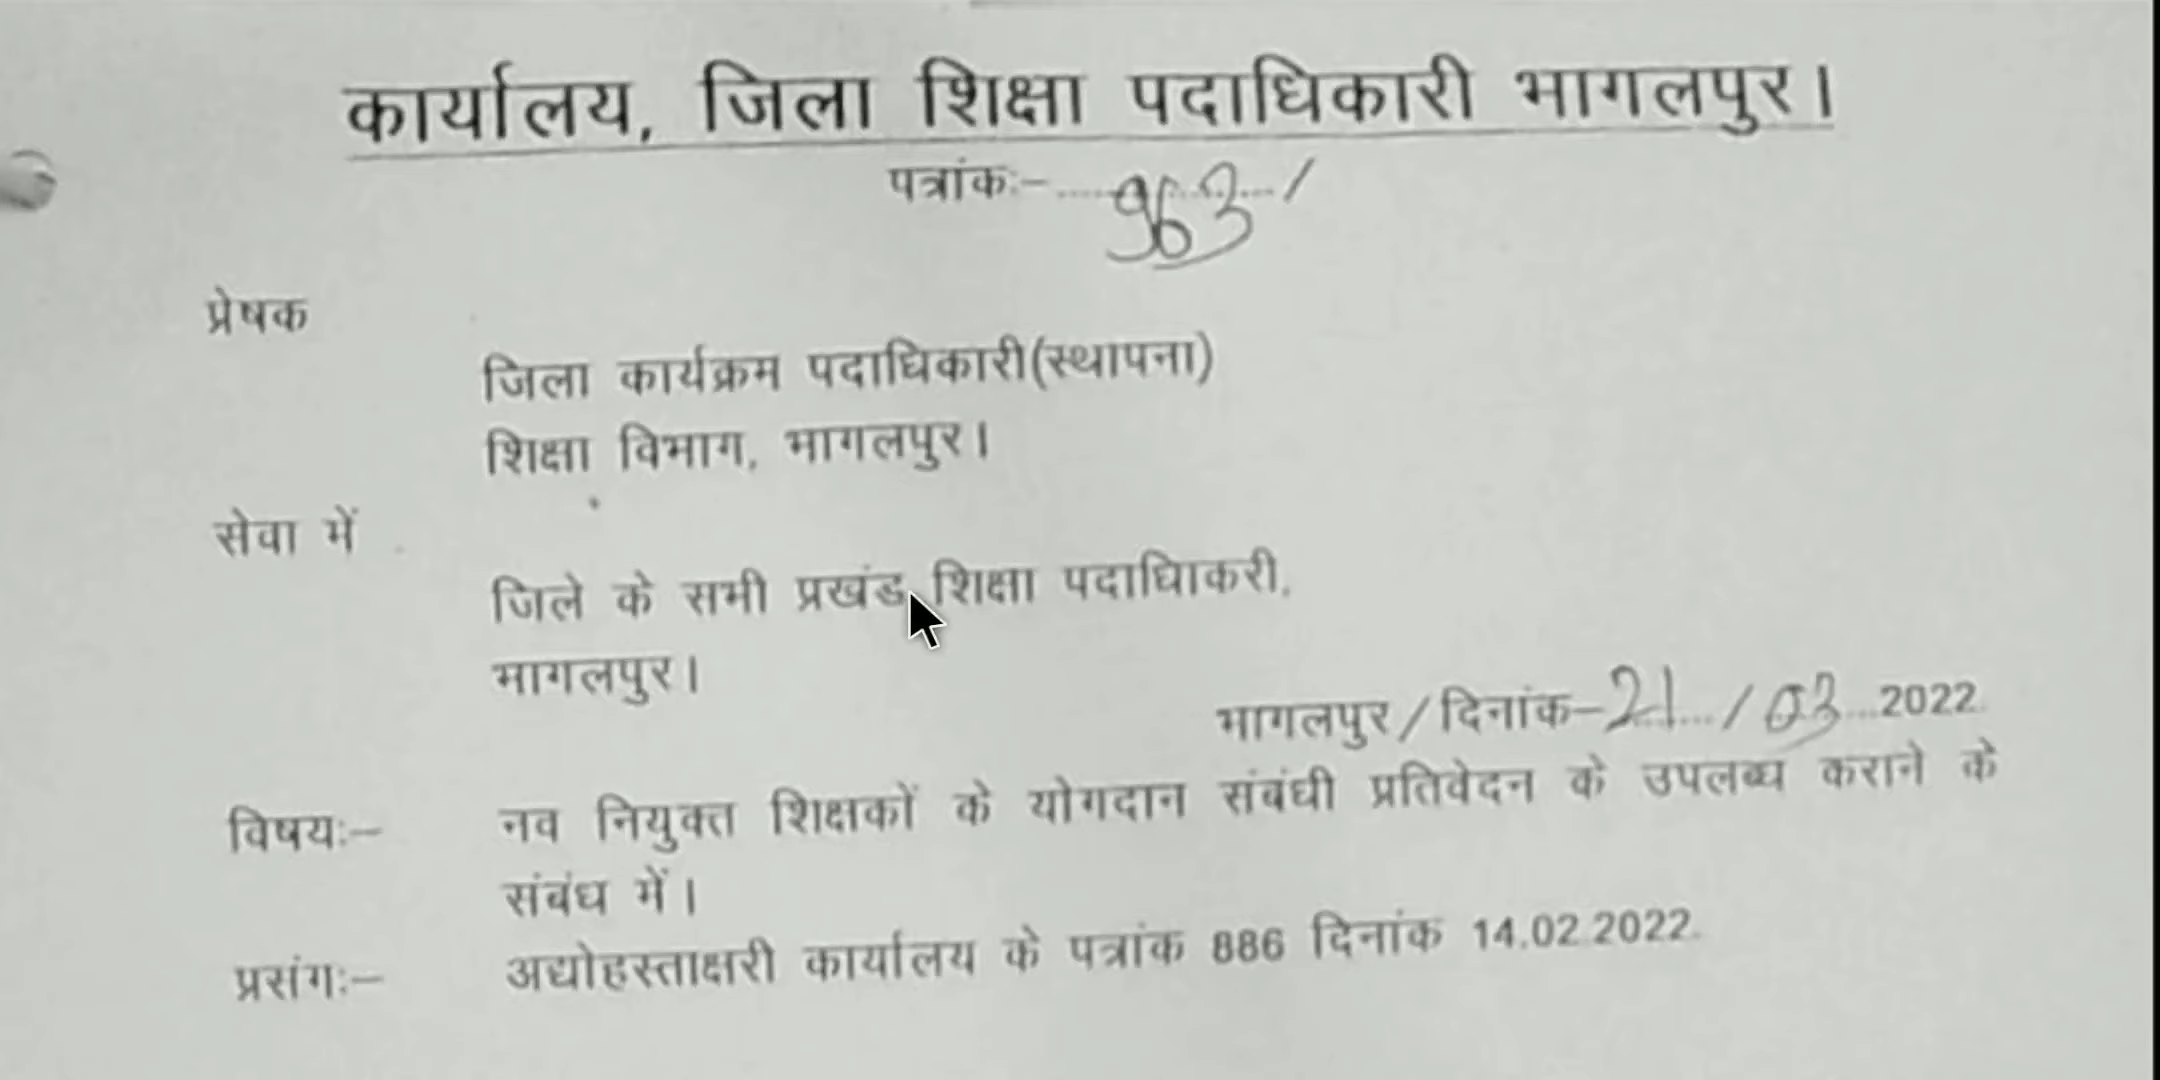 कार्यालय, जिला शिक्षा पदाधिकारी भागलपुर।
पत्रांकः- 963 /
प्रेषक
जिला कार्यक्रम पदाधिकारी(स्थापना)
शिक्षा विभाग, भागलपुर।
सेवा में
जिले के सभी प्रखंड शिक्षा पदाधिाकरी,
भागलपुर।
भागलपुर/दिनांक-21/03 2022
विषयः- नव नियुक्त शिक्षकों के योगदान संबंधी प्रतिवेदन के उपलब्ध कराने के
संबंध में।
प्रसंगः- अद्योहस्ताक्षरी कार्यालय के पत्रांक 886 दिनांक 14.02.2022.